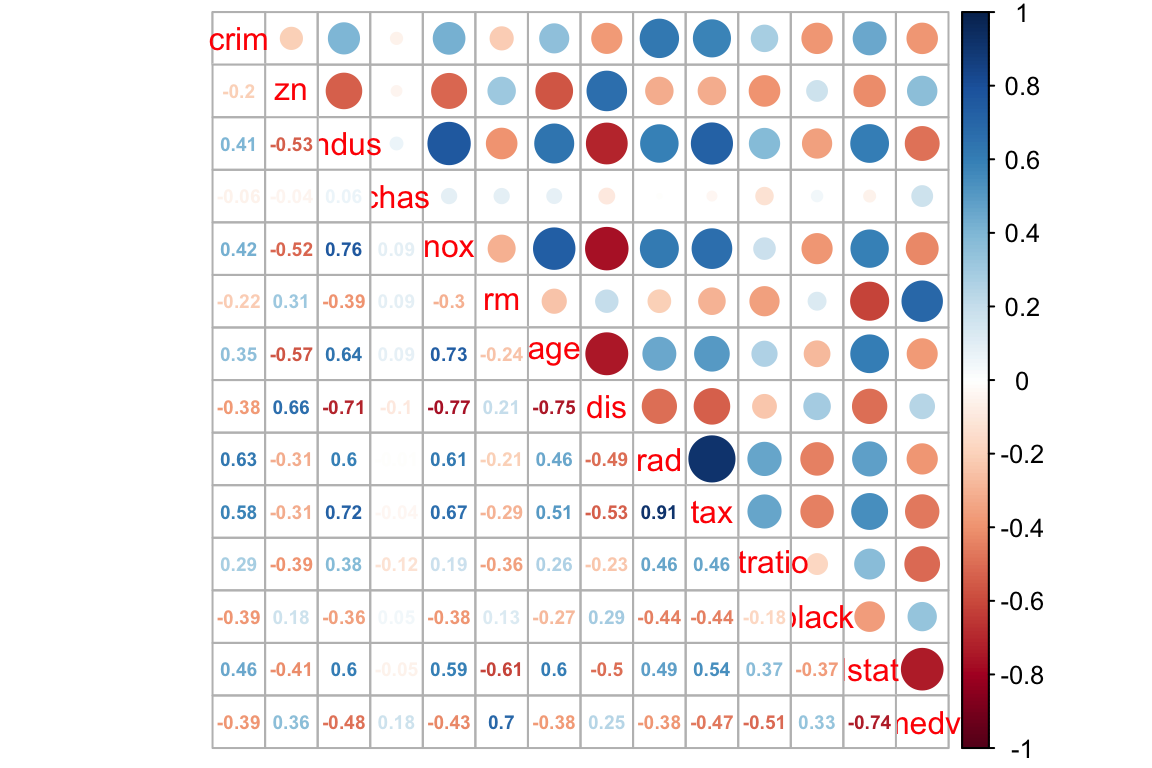 crim 1
zn -0.2 0.8
0.41 -0.53 ndus 0.6
-0.06 -0.04 0.06 chas
0.42 -0.52 0.76 0.09 nox 0.4
-0.22 0.31 -0.39 0.09 -0.3 rm 0.2
0.35 -0.57 0.64 0.09 0.73 -0.24 age 0
-0.38 0.66 -0.71 -0.1 -0.77 0.21 -0.75 dis
0.63 -0.31 0.6 0.61 -0.21 0.46 -0.49 rad -0.2
0.58 -0.31 0.72 -0.04 0.67 -0.29 0.51 -0.53 0.91 tax -0.4
0.29 -0.39 0.38 -0.12 0.19 -0.36 0.26 -0.23 0.46 0.46 tratio
-0.39 0.18 -0.36 0.05 -0.38 0.13 -0.27 0.29 -0.44 -0.44 -0.18 black -0.6
0.46 -0.41 0.6 -0.05 0.59 -0.61 0.6 -0.5 0.49 0.54 0.37 -0.37 lstat -0.8
-0.39 0.36 -0.48 0.18 -0.43 0.7 -0.38 0.25 -0.38 -0.47 -0.51 0.33 -0.74 medv -1